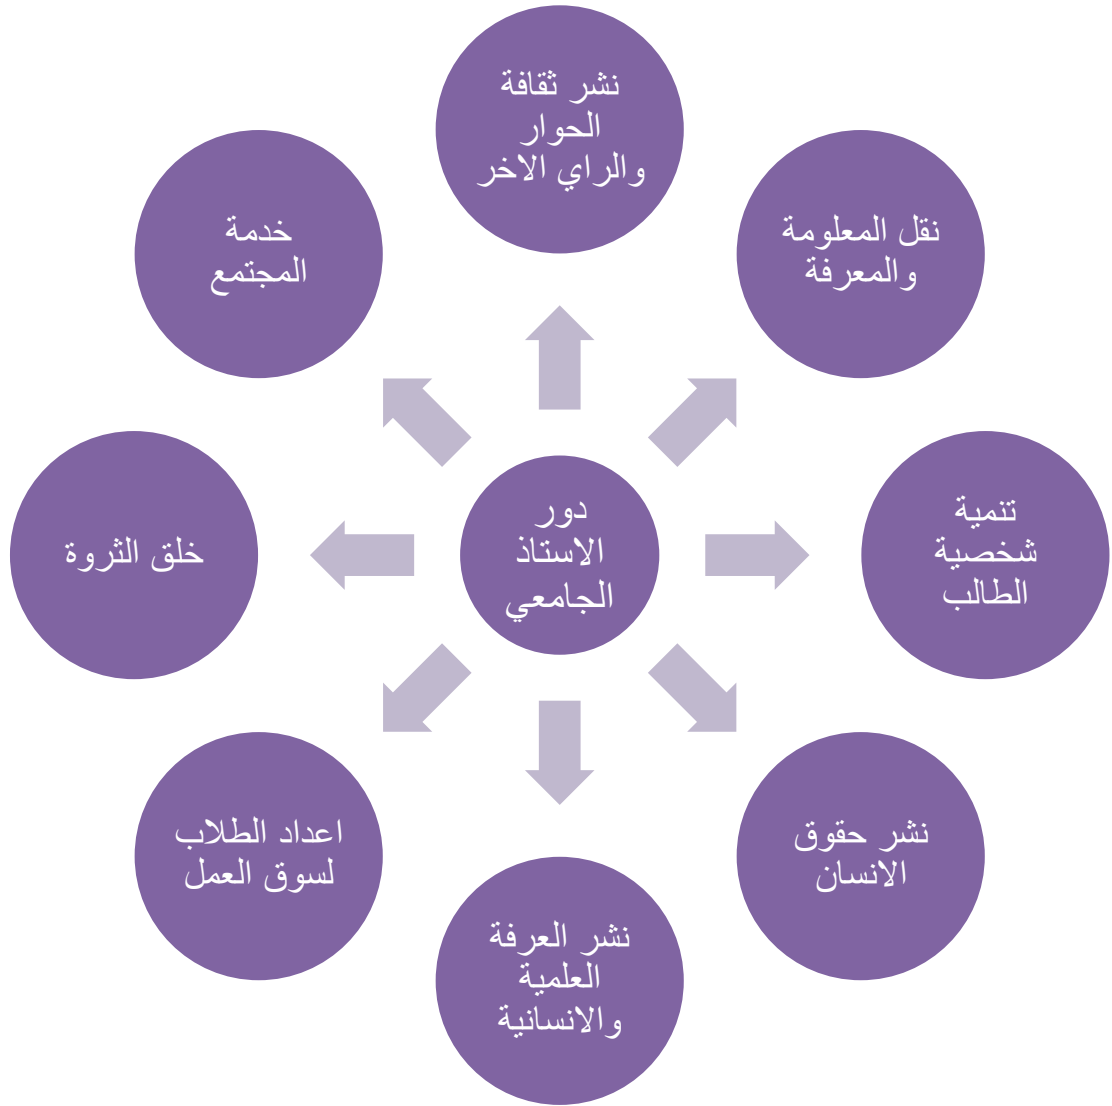 نشر ثقافة
الحوار
والراي الاخر
نقل المعلومة
والمعرفة
تنمية
شخصية
الطالب
نشر حقوق
الانسان
نشر العرفة
العلمية
والانسانية
اعداد الطلاب
لسوق العمل
خلق الثروة
خدمة
المجتمع
دور
الاستاذ
الجامعي